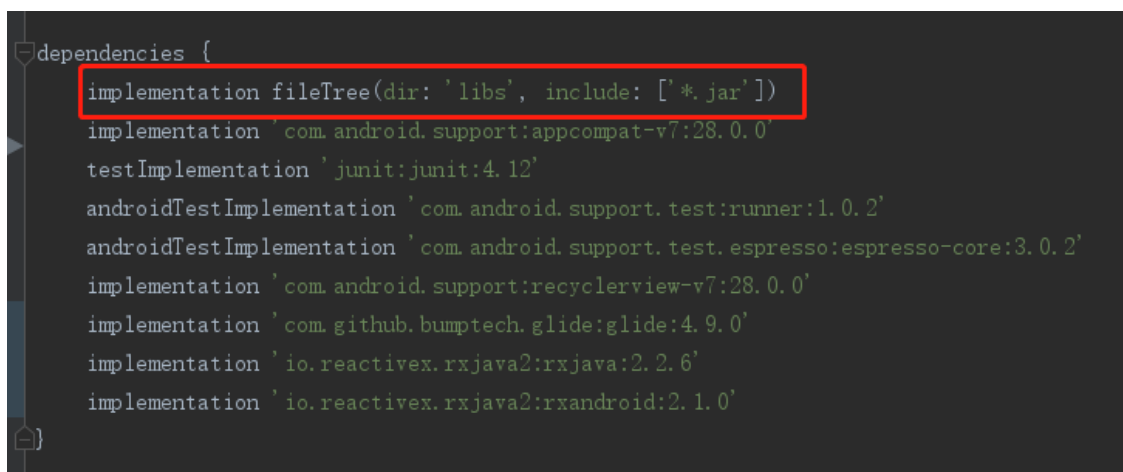 dependencies {
implementation fileTree(dir: 'libs', include: ['*.jar'])
implementation 'com.android.support:appcompat-v7:28.0.0'
testImplementation 'junit:junit:4.12'
androidTestImplementation 'com.android.support.test:runner:1.0.2'
androidTestImplementation 'com.android.support.test.espresso:espresso-core:3.0.2'
implementation 'com.android.support:recyclerview-v7:28.0.0'
implementation 'com.github.bumptech.glide:glide:4.9.0'
implementation 'io.reactivex.rxjava2:rxjava:2.2.6'
implementation 'io.reactivex.rxjava2:rxandroid:2.1.0'
}